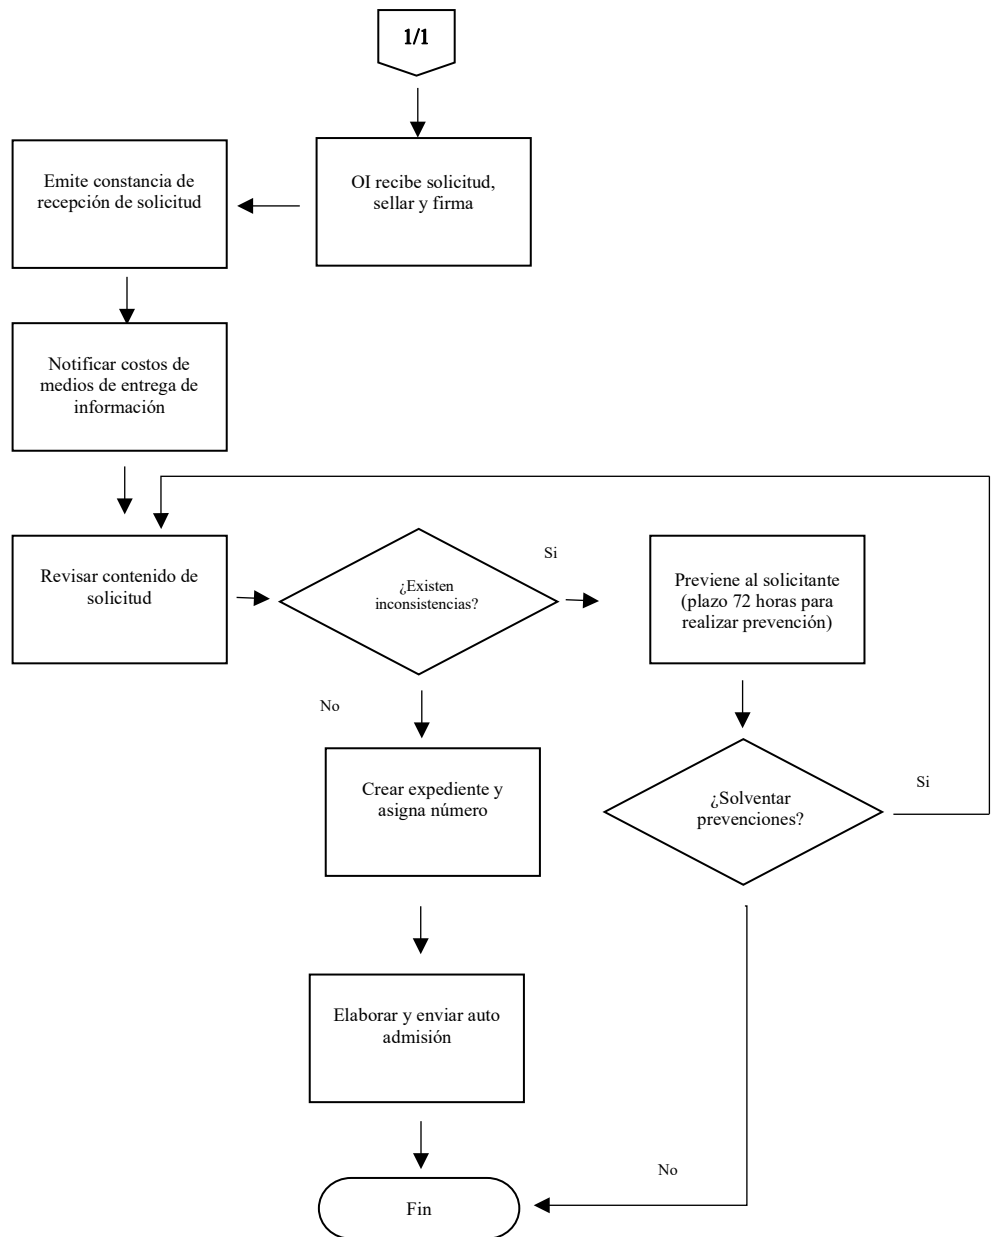 1/1
OI recibe solicitud,
sellar y firma
Emite constancia de
recepción de solicitud
Notificar costos de
medios de entrega de
información
Revisar contenido de
solicitud
¿Existen
inconsistencias?
Si
Previene al solicitante
(plazo 72 horas para
realizar prevención)
No
Crear expediente y
asigna número
¿Solventar
prevenciones?
Si
Elaborar y enviar auto
admisión
No
Fin